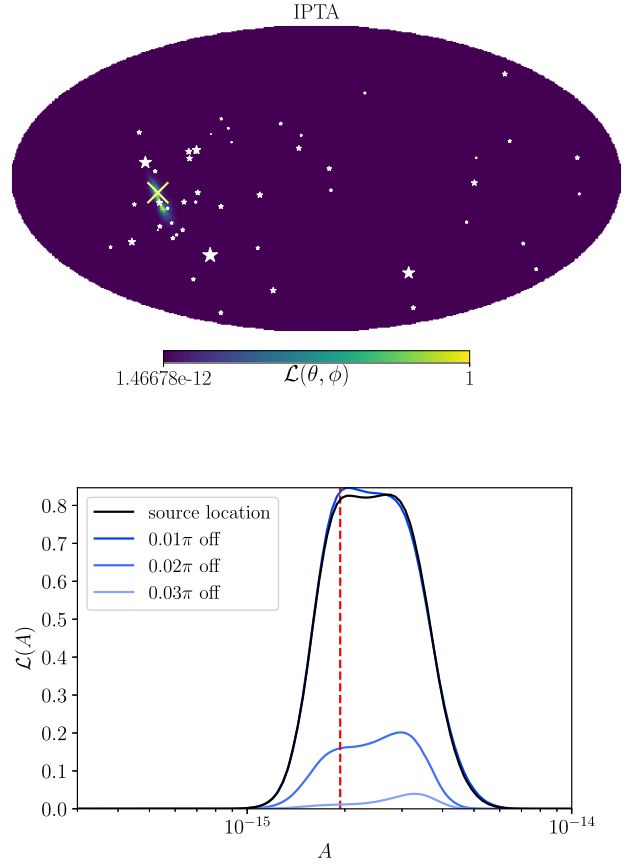 IPTA
1.46678e-12 ℒ(θ, ϕ) 1
source location
0.01π off
0.02π off
0.03π off
0.8
0.7
0.6
0.5
0.4
0.3
0.2
0.1
0.0
ℒ(A)
10⁻¹⁵ 10⁻¹⁴
A